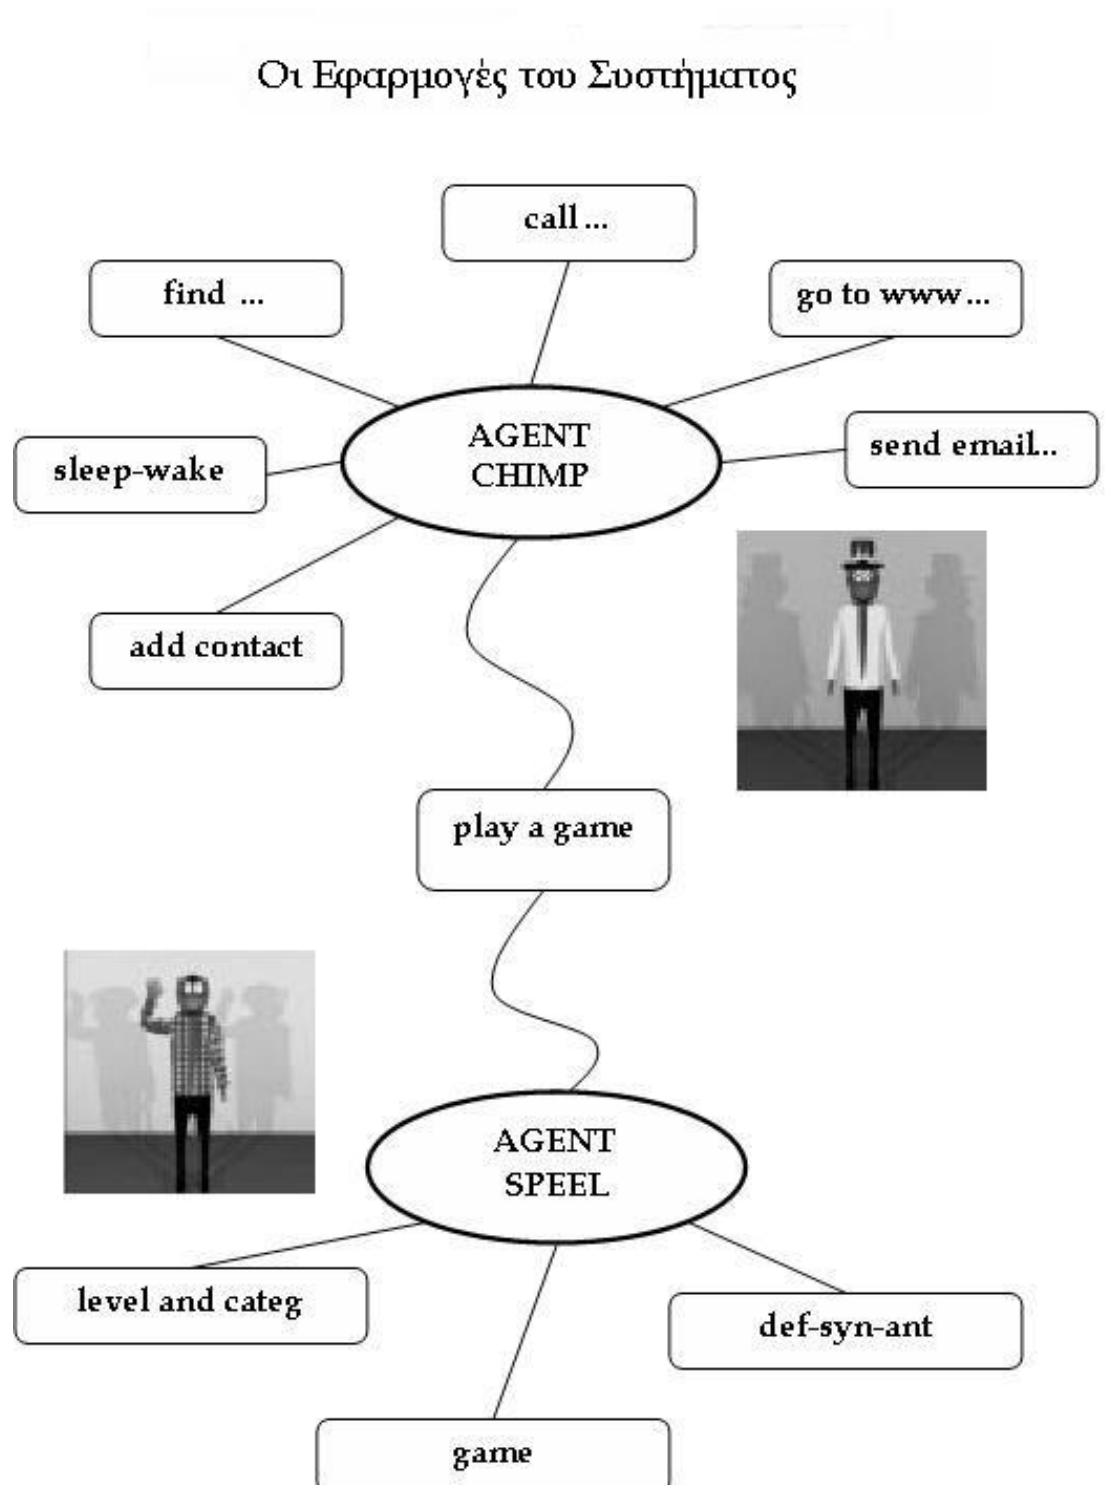 Οι Εφαρμογές του Συστήματος
call ...
find ...
go to www ...
AGENT
CHIMP
send email...
sleep-wake
add contact
play a game
AGENT
SPEEL
level and categ
def-syn-ant
game